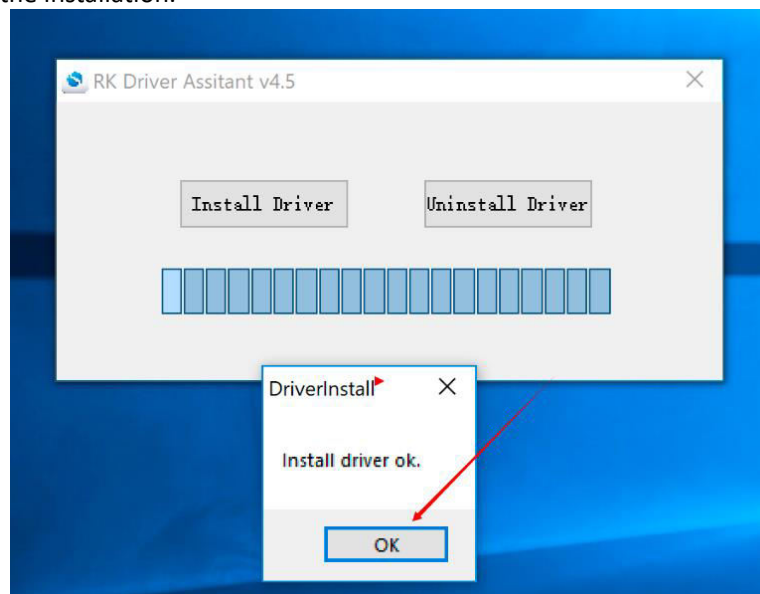 the installation.
RK Driver Assitant v4.5
Install Driver
Uninstall Driver
DriverInstall
Install driver ok.
OK